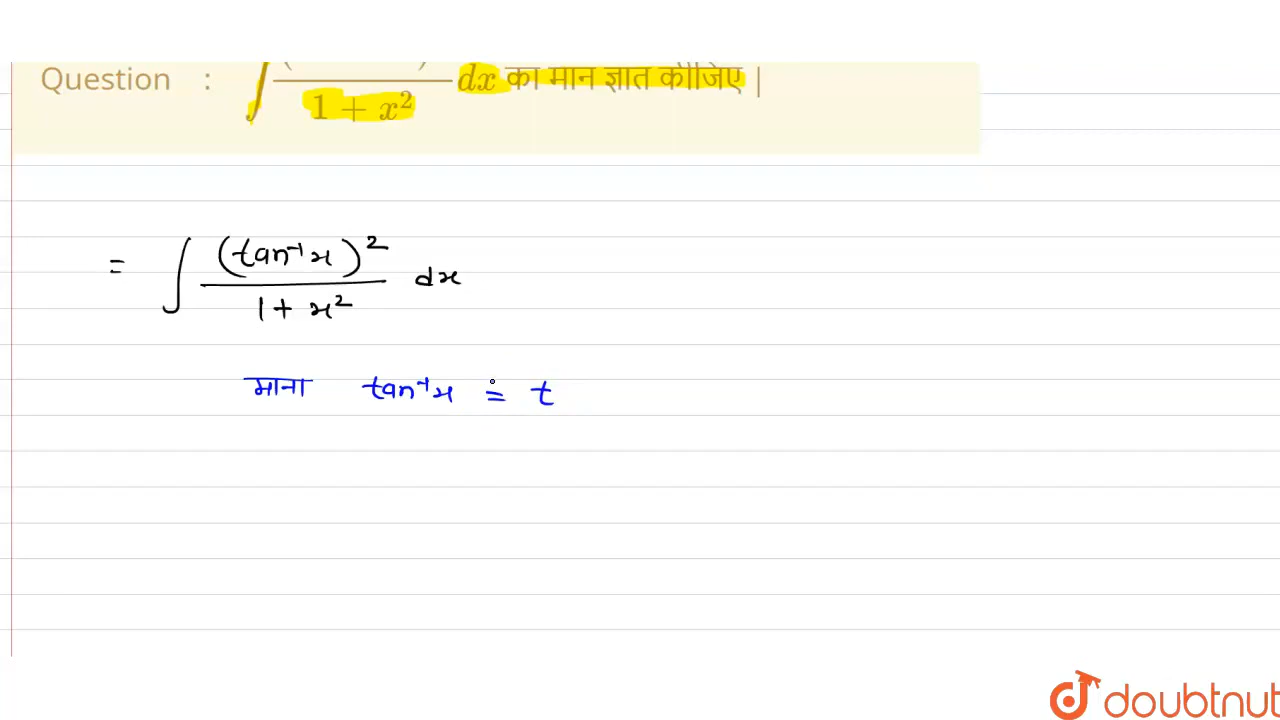 Question : ∫ ( ) / 1 + x² dx का मान ज्ञात कीजिए |
= ∫ (tan⁻¹x)² / 1 + x² dx
माना tan⁻¹x = t
doubtnut